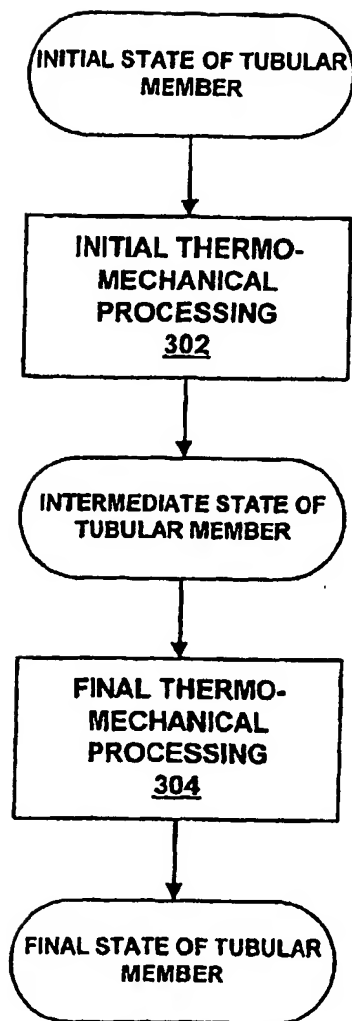 INITIAL STATE OF TUBULAR
MEMBER
INITIAL THERMO-
MECHANICAL
PROCESSING
302
INTERMEDIATE STATE OF
TUBULAR MEMBER
FINAL THERMO-
MECHANICAL
PROCESSING
304
FINAL STATE OF TUBULAR
MEMBER